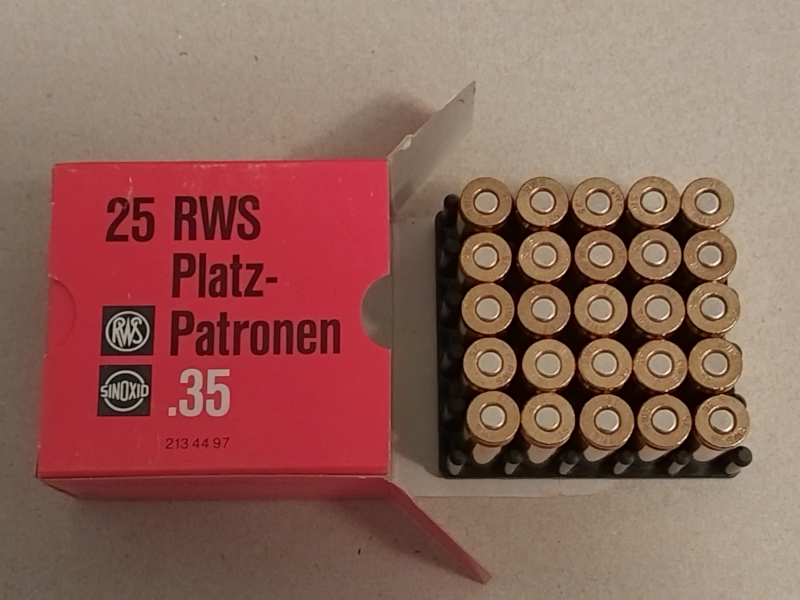 25 RWS
Platz-
RWS Patronen
SINOXID .35
213 44 97